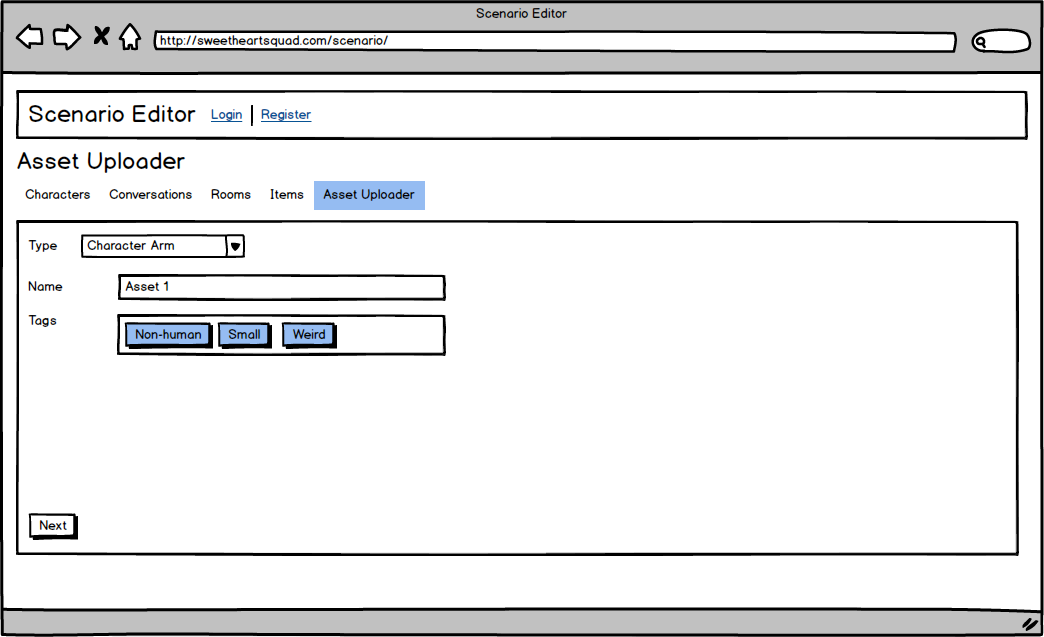 Scenario Editor
http://sweetheartsquad.com/scenario/
Scenario Editor Login Register
Asset Uploader
Characters Conversations Rooms Items Asset Uploader
Type Character Arm
Name Asset 1
Tags Non-human Small Weird
Next